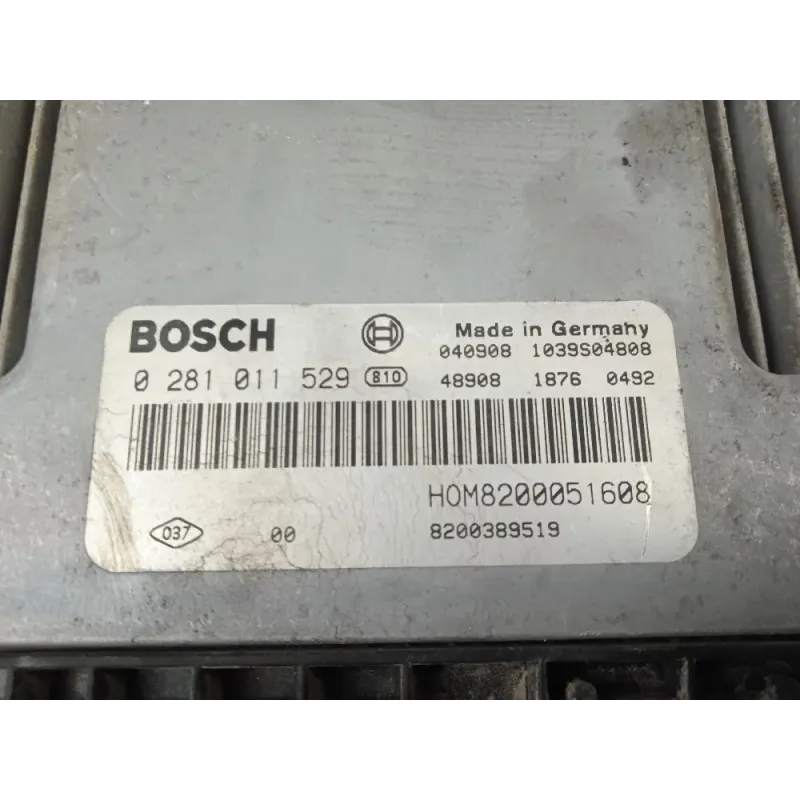 BOSCH Made in Germany
040908 1039S04808
0 281 011 529 810 48908 1876 0492
HOM8200051608
037 00 8200389519